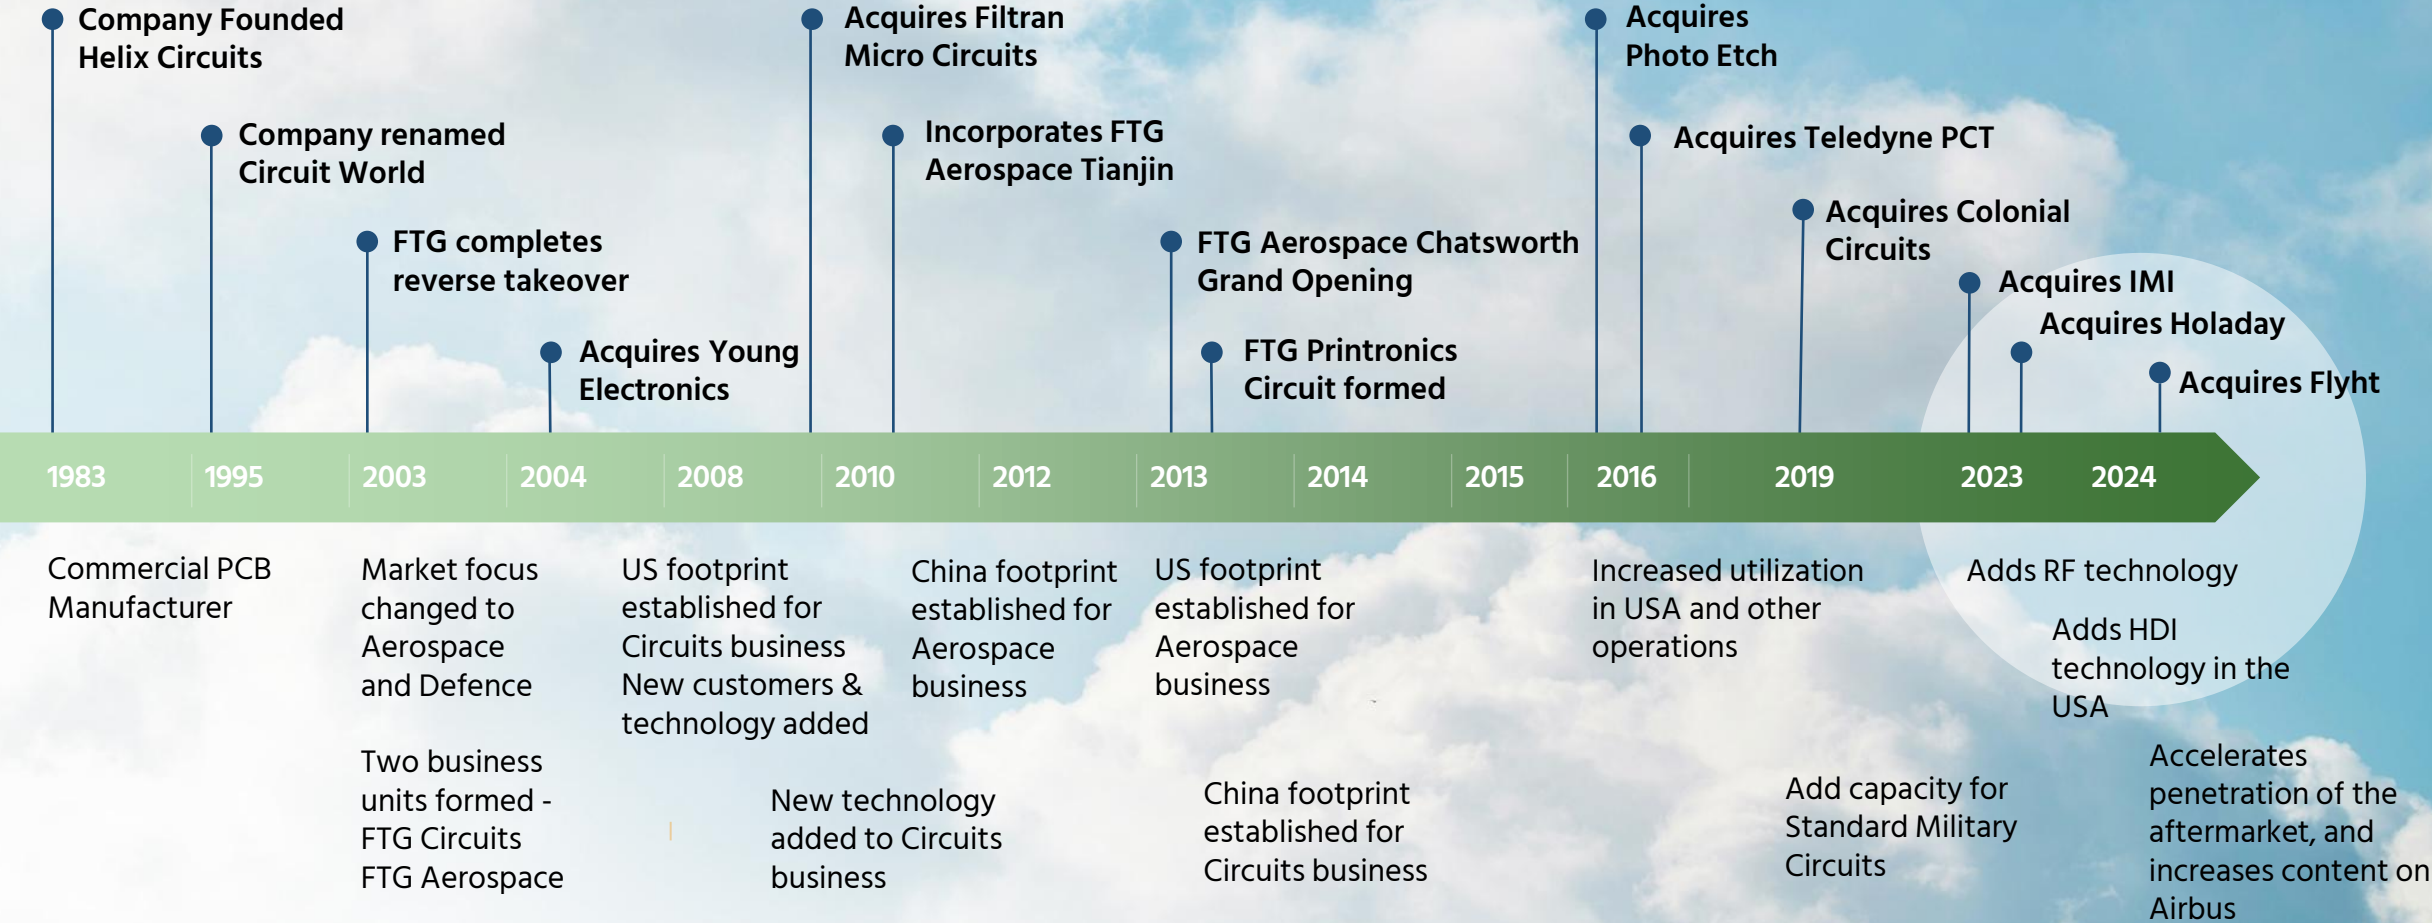 Company Founded
Helix Circuits
Acquires Filtran
Micro Circuits
Acquires
Photo Etch
Company renamed
Circuit World
Incorporates FTG
Aerospace Tianjin
Acquires Teledyne PCT
FTG completes
reverse takeover
FTG Aerospace Chatsworth
Grand Opening
Acquires Colonial
Circuits
Acquires IMI
Acquires Holaday
Acquires Young
Electronics
FTG Printronics
Circuit formed
Acquires Flyht
1983 1995 2003 2004 2008 2010 2012 2013 2014 2015 2016 2019 2023 2024
Commercial PCB
Manufacturer
Market focus
changed to
Aerospace
and Defence
Two business
units formed -
FTG Circuits
FTG Aerospace
US footprint
established for
Circuits business
New customers &
technology added
New technology
added to Circuits
business
China footprint
established for
Aerospace
business
US footprint
established for
Aerospace
business
China footprint
established for
Circuits business
Increased utilization
in USA and other
operations
Add capacity for
Standard Military
Circuits
Adds RF technology
Adds HDI
technology in the
USA
Accelerates
penetration of the
aftermarket, and
increases content on
Airbus